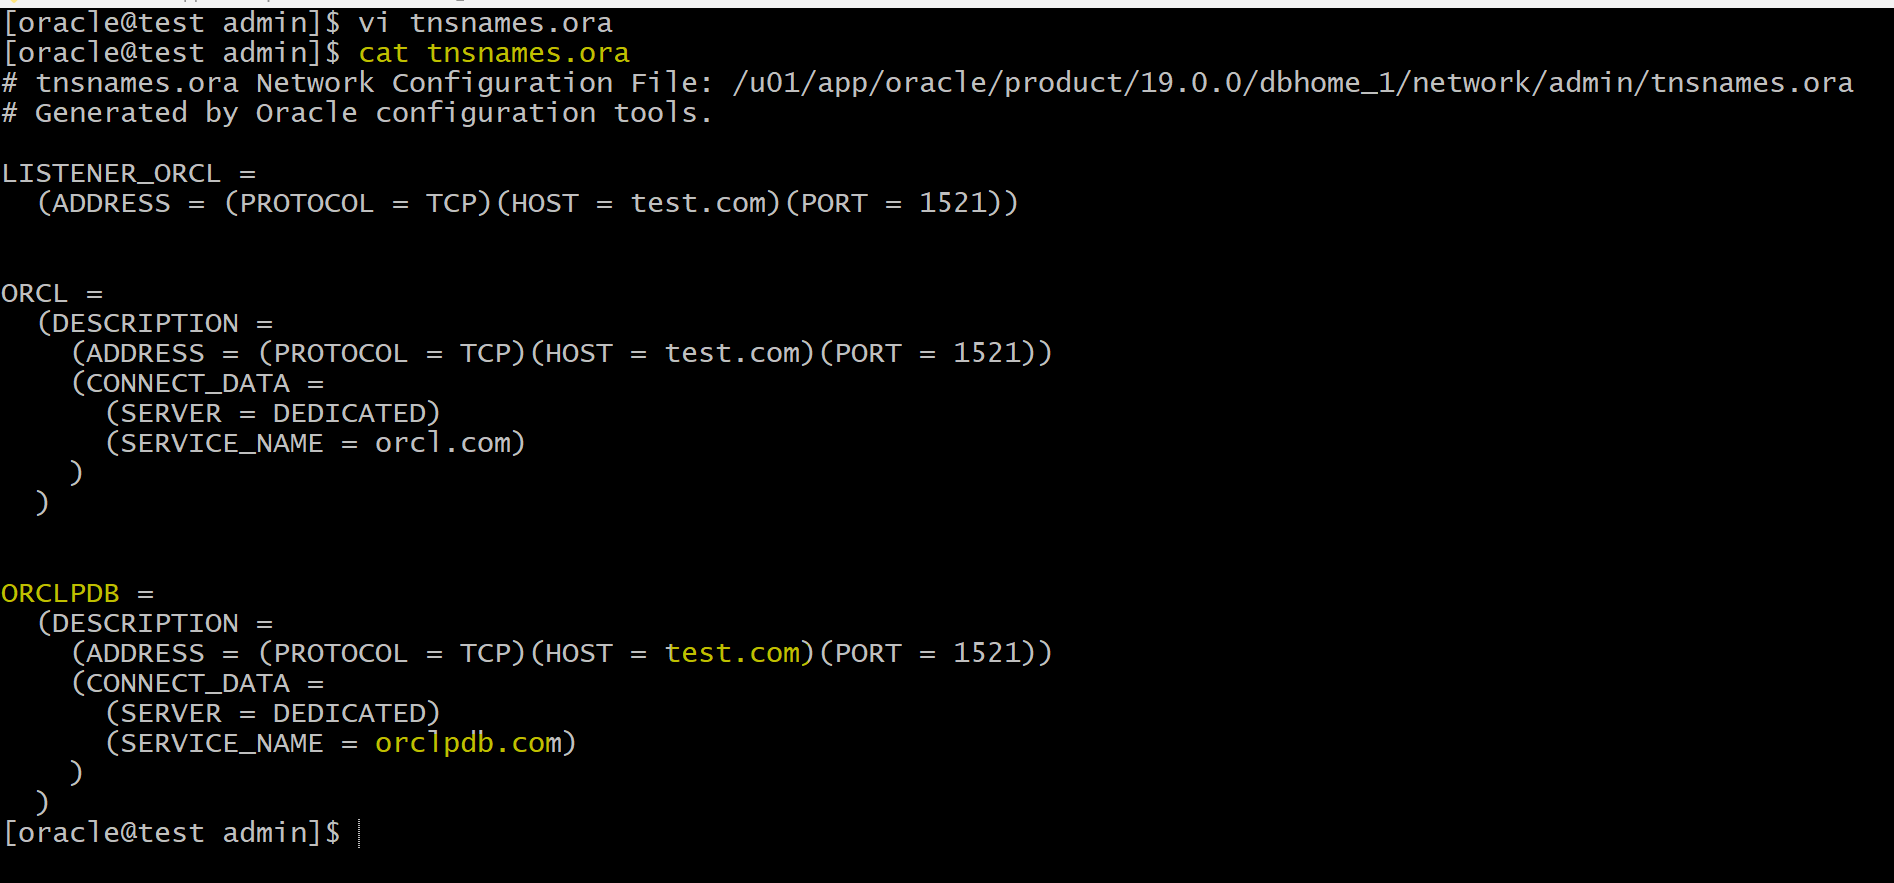 [oracle@test admin]$ vi tnsnames.ora
[oracle@test admin]$ cat tnsnames.ora
# tnsnames.ora Network Configuration File: /u01/app/oracle/product/19.0.0/dbhome_1/network/admin/tnsnames.ora
# Generated by Oracle configuration tools.
LISTENER_ORCL =
  (ADDRESS = (PROTOCOL = TCP)(HOST = test.com)(PORT = 1521))
ORCL =
  (DESCRIPTION =
    (ADDRESS = (PROTOCOL = TCP)(HOST = test.com)(PORT = 1521))
    (CONNECT_DATA =
      (SERVER = DEDICATED)
      (SERVICE_NAME = orcl.com)
    )
  )
ORCLPDB =
  (DESCRIPTION =
    (ADDRESS = (PROTOCOL = TCP)(HOST = test.com)(PORT = 1521))
    (CONNECT_DATA =
      (SERVER = DEDICATED)
      (SERVICE_NAME = orclpdb.com)
    )
  )
[oracle@test admin]$